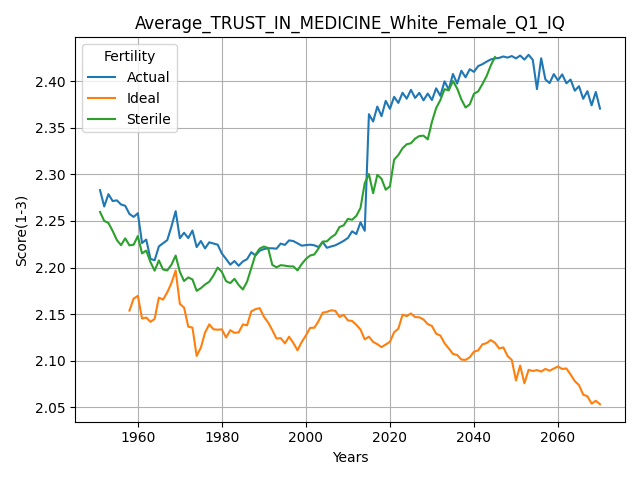 Average_TRUST_IN_MEDICINE_White_Female_Q1_IQ
Fertility
Actual
Ideal
Sterile
Score(1-3)
2.40
2.35
2.30
2.25
2.20
2.15
2.10
2.05
1960 1980 2000 2020 2040 2060
Years